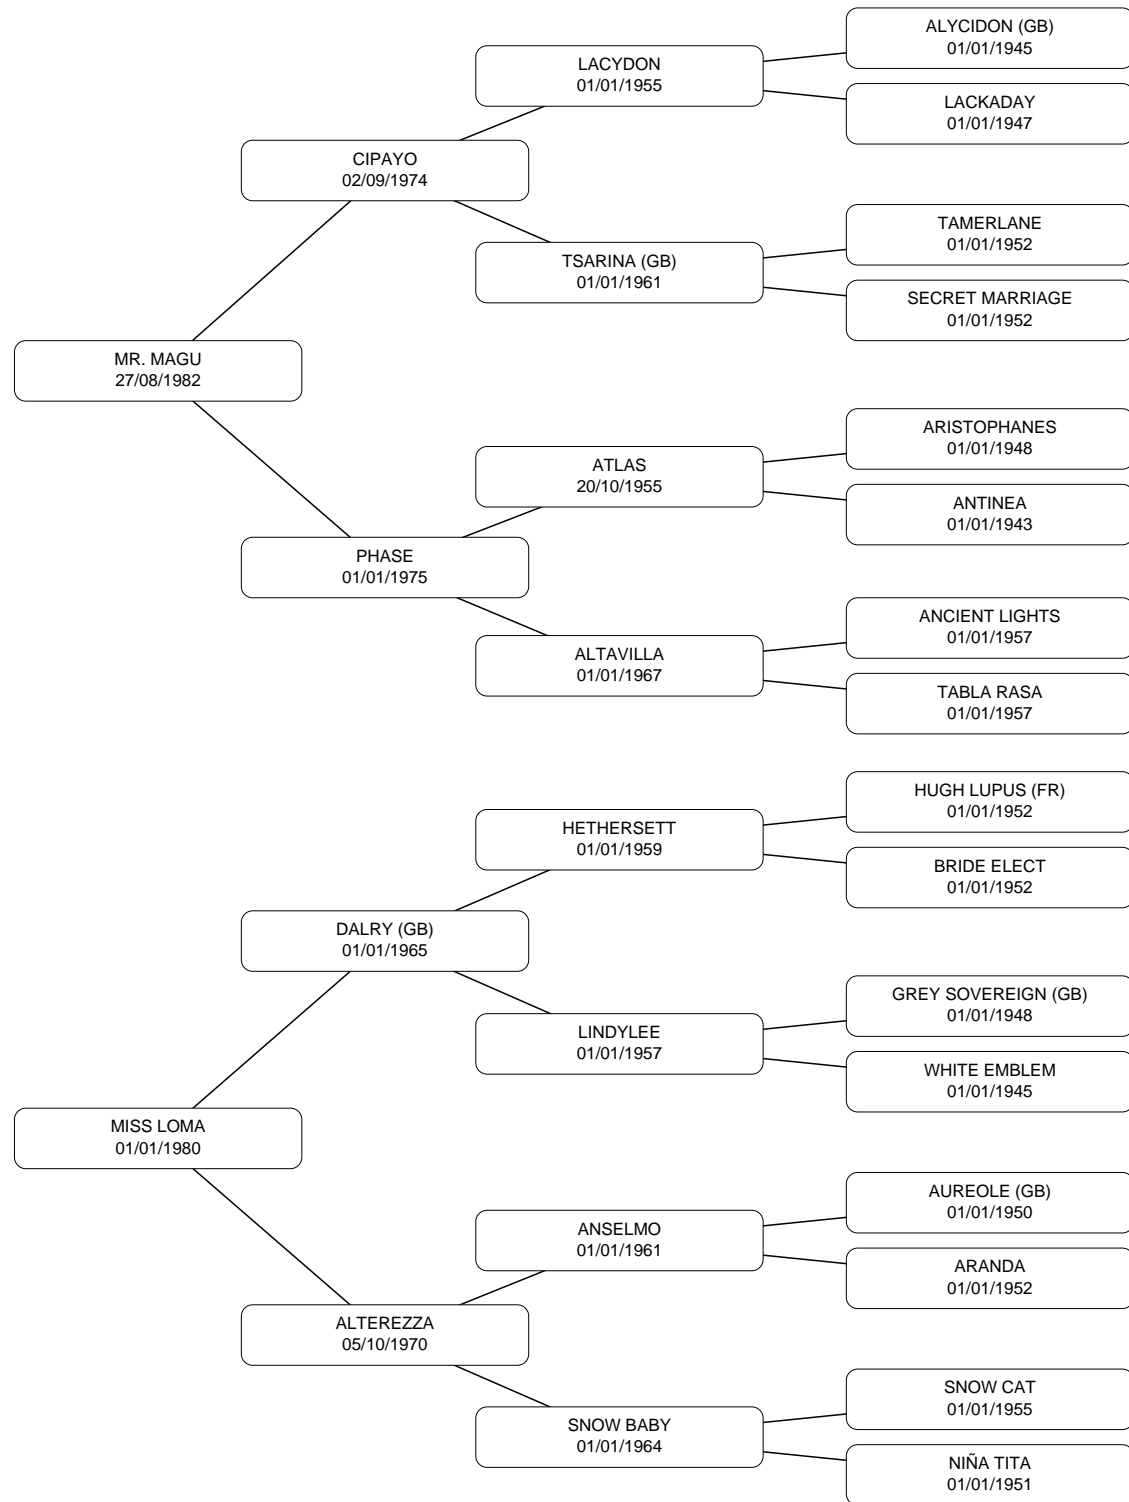 ALYCIDON (GB)
01/01/1945
LACYDON
01/01/1955
LACKADAY
01/01/1947
CIPAYO
02/09/1974
TAMERLANE
01/01/1952
TSARINA (GB)
01/01/1961
SECRET MARRIAGE
01/01/1952
MR. MAGU
27/08/1982
ARISTOPHANES
01/01/1948
ATLAS
20/10/1955
ANTINEA
01/01/1943
PHASE
01/01/1975
ANCIENT LIGHTS
01/01/1957
ALTAVILLA
01/01/1967
TABLA RASA
01/01/1957
HUGH LUPUS (FR)
01/01/1952
HETHERSETT
01/01/1959
BRIDE ELECT
01/01/1952
DALRY (GB)
01/01/1965
GREY SOVEREIGN (GB)
01/01/1948
LINDYLEE
01/01/1957
WHITE EMBLEM
01/01/1945
MISS LOMA
01/01/1980
AUREOLE (GB)
01/01/1950
ANSELMO
01/01/1961
ARANDA
01/01/1952
ALTEREZZA
05/10/1970
SNOW CAT
01/01/1955
SNOW BABY
01/01/1964
NIÑA TITA
01/01/1951